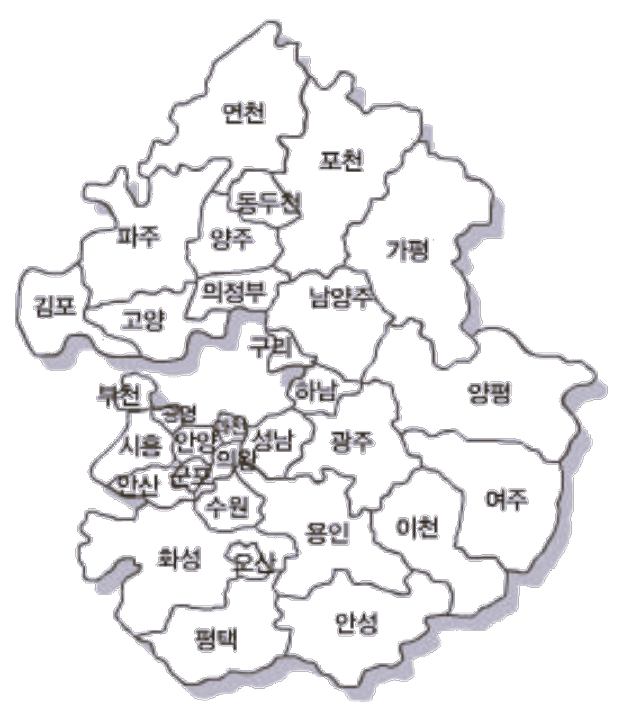 연천
포천
동두천
파주
양주
가평
의정부
남양주
김포
고양
구리
부천
하남
양평
광명
과천
시흥
안양
성남
광주
의왕
안산
군포
수원
여주
이천
용인
화성
오산
안성
평택